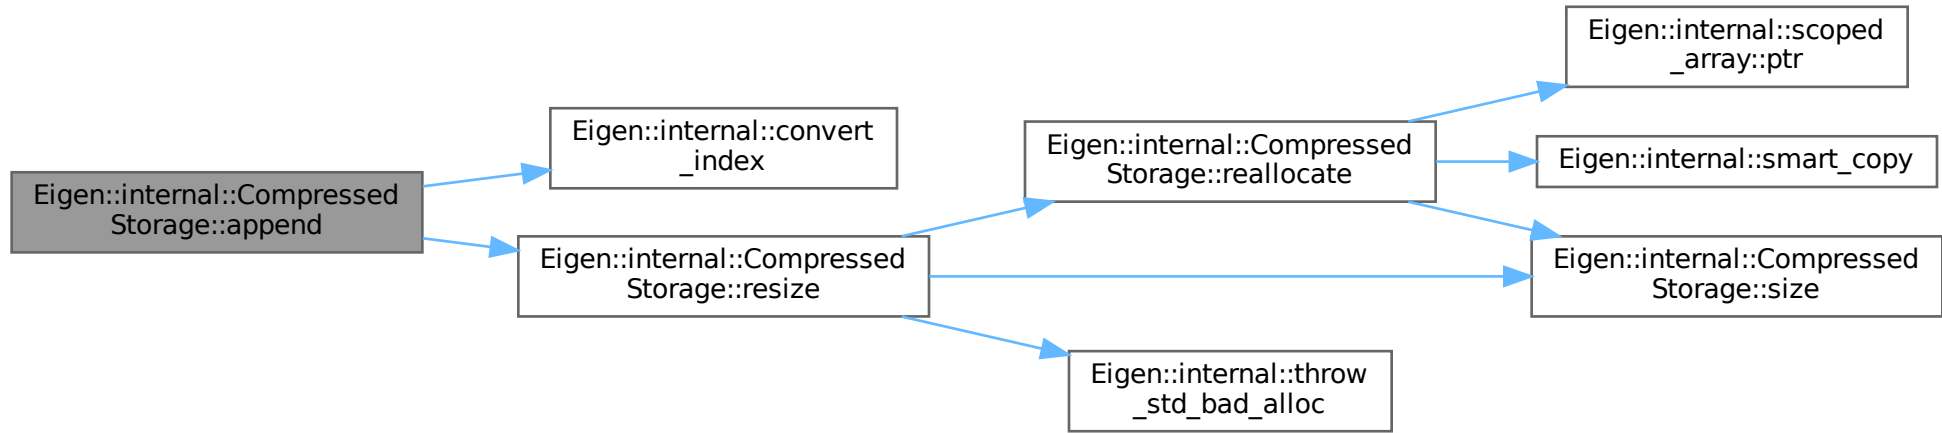 Eigen::internal::Compressed
Storage::append
Eigen::internal::convert
_index
Eigen::internal::Compressed
Storage::resize
Eigen::internal::Compressed
Storage::reallocate
Eigen::internal::throw
_std_bad_alloc
Eigen::internal::scoped
_array::ptr
Eigen::internal::smart_copy
Eigen::internal::Compressed
Storage::size